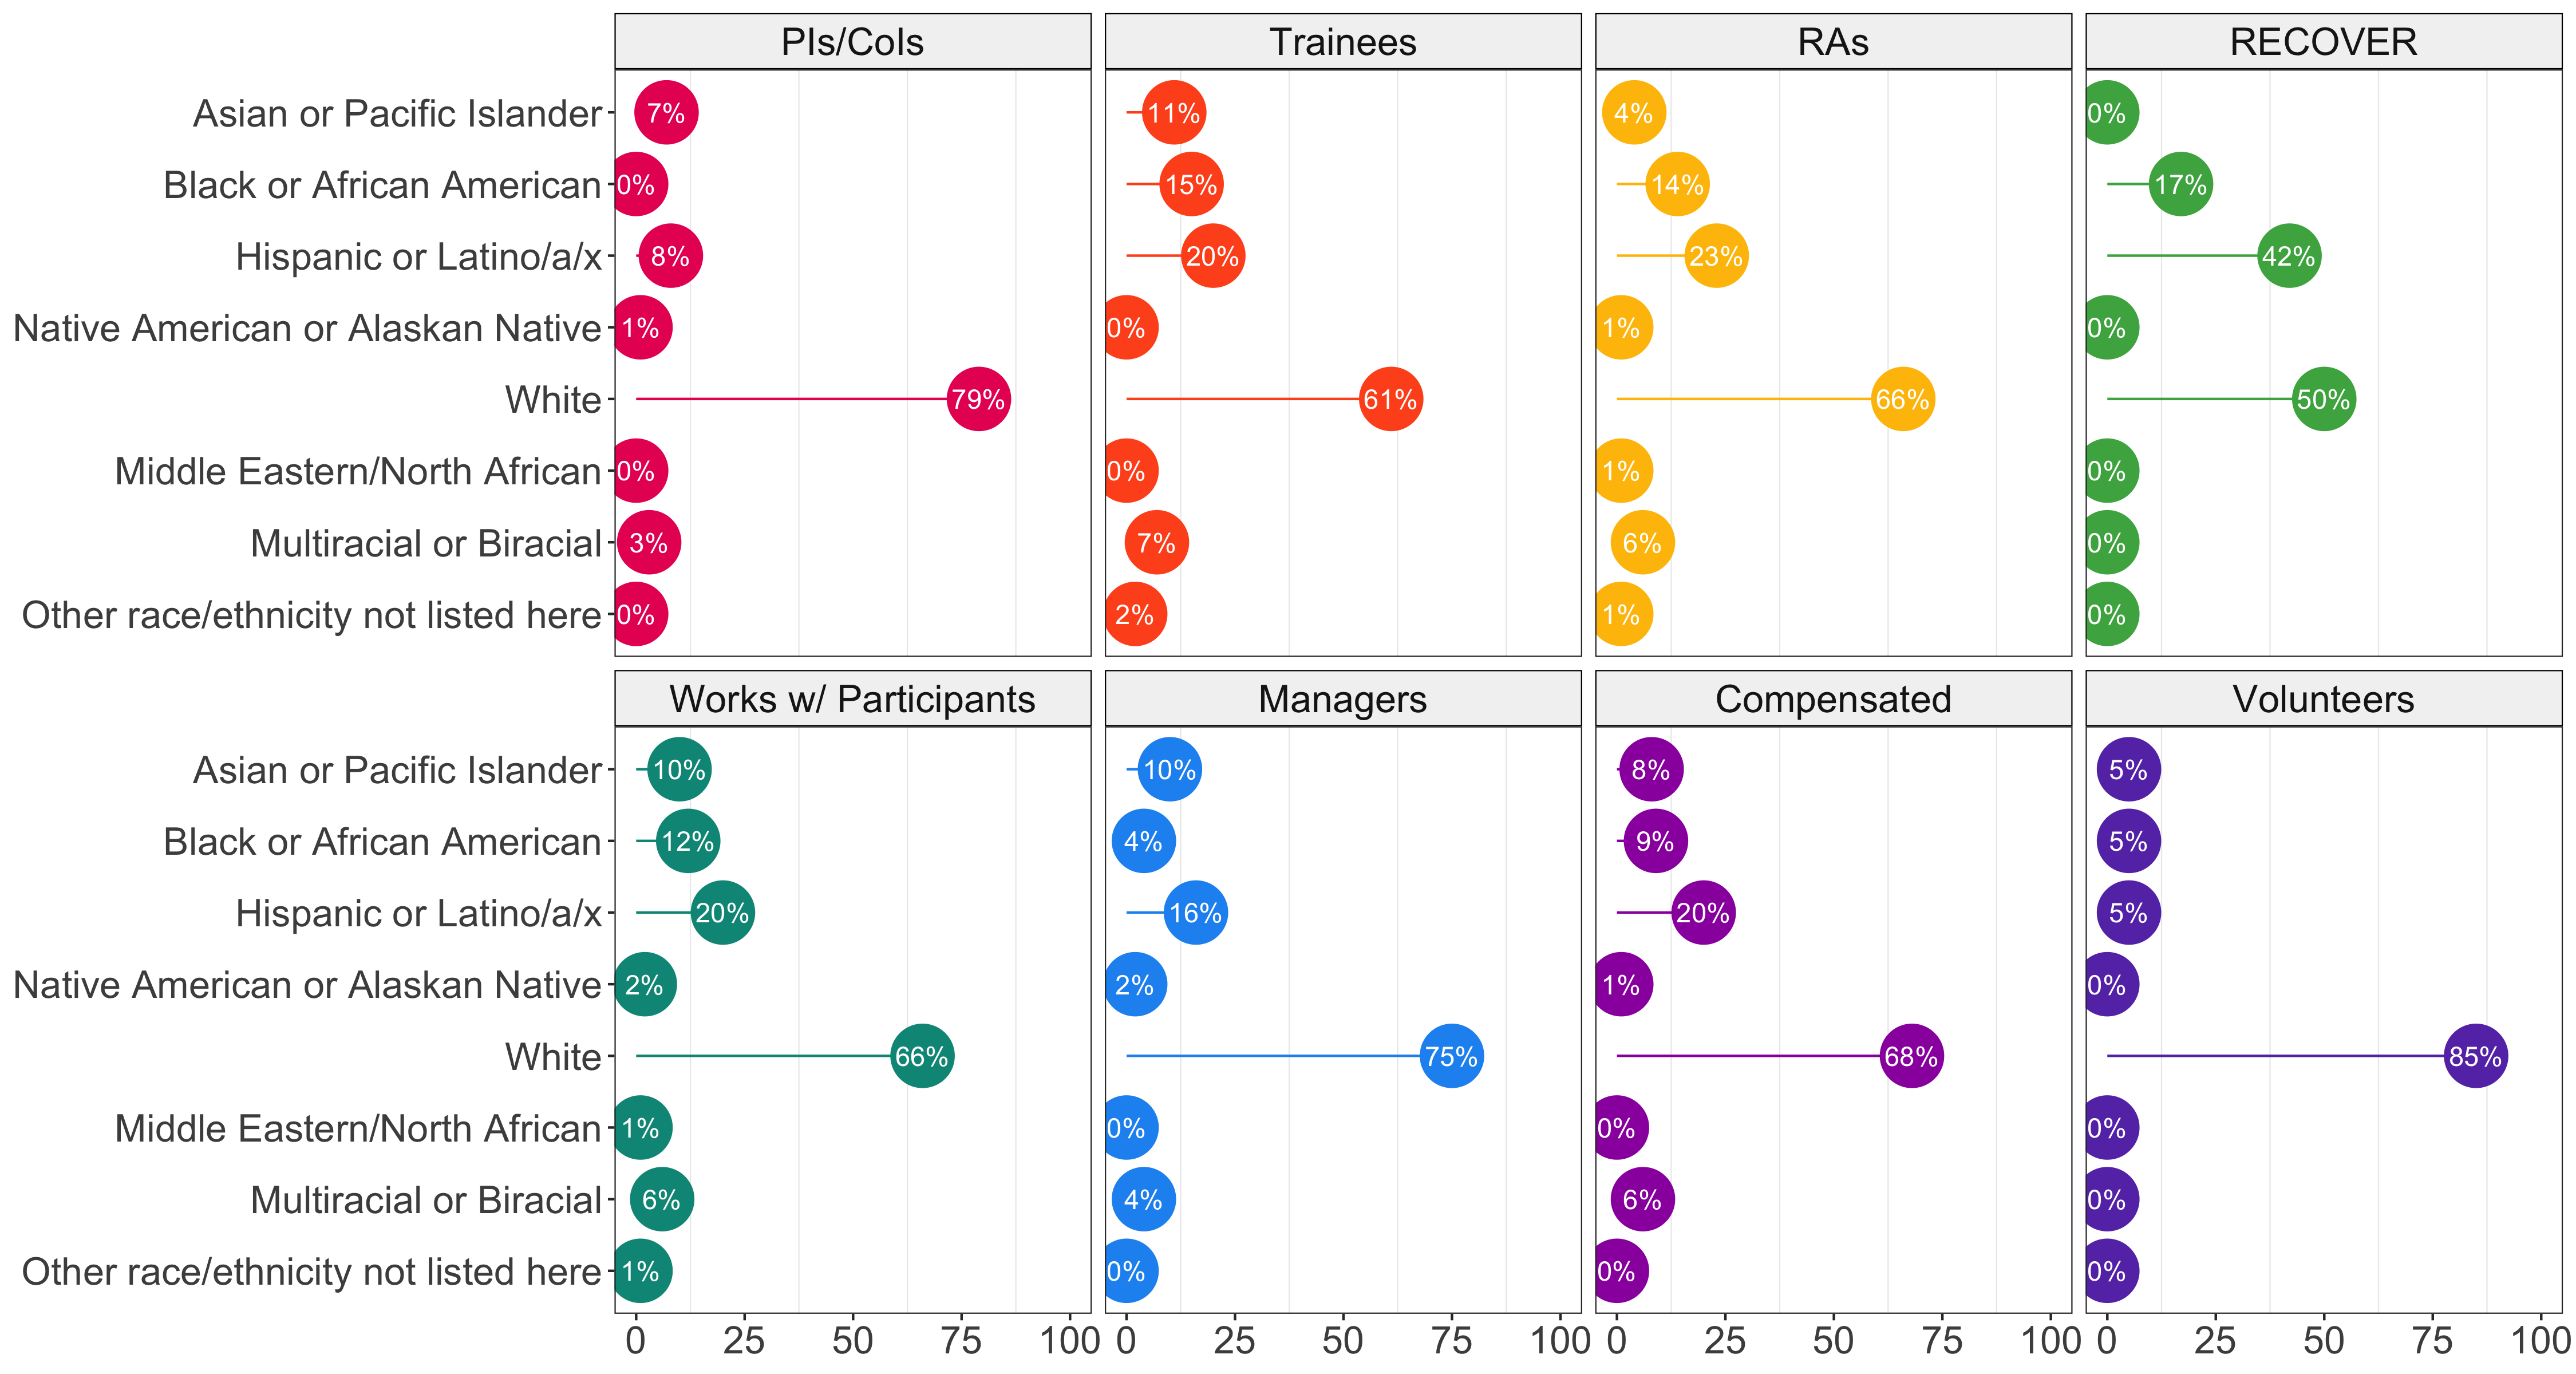 PIs/CoIs Trainees RAs RECOVER
Asian or Pacific Islander 7% 11% 4% 0%
Black or African American 0% 15% 14% 17%
Hispanic or Latino/a/x 8% 20% 23% 42%
Native American or Alaskan Native 1% 0% 1% 0%
White 79% 61% 66% 50%
Middle Eastern/North African 0% 0% 1% 0%
Multiracial or Biracial 3% 7% 6% 0%
Other race/ethnicity not listed here 0% 2% 1% 0%
Works w/ Participants Managers Compensated Volunteers
Asian or Pacific Islander 10% 10% 8% 5%
Black or African American 12% 4% 9% 5%
Hispanic or Latino/a/x 20% 16% 20% 5%
Native American or Alaskan Native 2% 2% 1% 0%
White 66% 75% 68% 85%
Middle Eastern/North African 1% 0% 0% 0%
Multiracial or Biracial 6% 4% 6% 0%
Other race/ethnicity not listed here 1% 0% 0% 0%
0 25 50 75 100 0 25 50 75 100 0 25 50 75 100 0 25 50 75 100